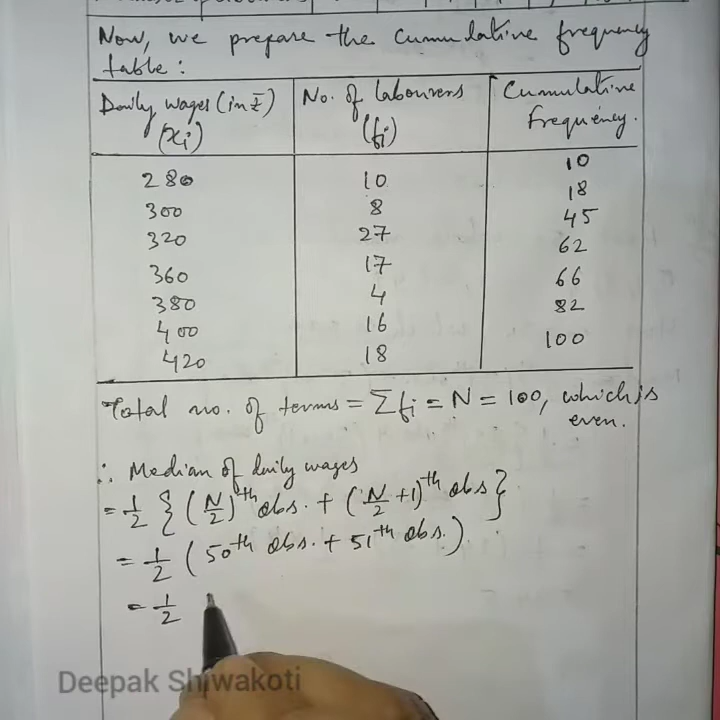 Now, we prepare the cummulative frequency
table :
Daily wages (in ₹) No. of labourers Cumulative
(xi) (fi) frequency.
280 10 10
300 8 18
320 27 45
360 17 62
380 4 66
400 16 82
420 18 100
Total no. of terms = Σfi = N = 100, which is
even.
∴ Median of daily wages
= 1/2 { (N/2)th obs. + (N/2 + 1)th obs }
= 1/2 ( 50th obs. + 51th obs. )
= 1/2
Deepak Shiwakoti